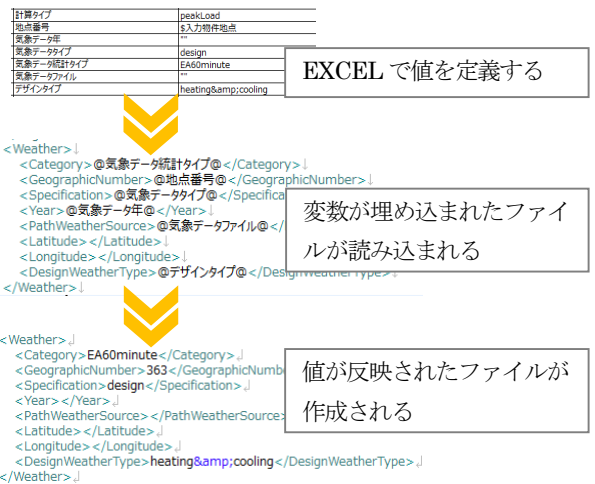 計算タイプ peakLoad
地点番号 $入力物件地点
気象データ年 ""
気象データタイプ design
気象データ統計タイプ EA60minute
気象データファイル ""
デザインタイプ heating&amp;cooling
EXCELで値を定義する
<Weather>↓
<Category>@気象データ統計タイプ@</Category>↓
<GeographicNumber>@地点番号@</GeographicNumber>↓
<Specification>@気象データタイプ@</Specifica
<Year>@気象データ年@</Year>↓
<PathWeatherSource>@気象データファイル@</
<Latitude></Latitude>↓
<Longitude></Longitude>↓
<DesignWeatherType>@デザインタイプ@</DesignWeatherType>↓
</Weather>↓
変数が埋め込まれたファイ
ルが読み込まれる
<Weather>↓
<Category>EA60minute</Category>↓
<GeographicNumber>363</GeographicNumb
<Specification>design</Specification>↓
<Year></Year>↓
<PathWeatherSource></PathWeatherSource>
<Latitude></Latitude>↓
<Longitude></Longitude>↓
<DesignWeatherType>heating&amp;cooling</DesignWeatherType>↓
</Weather>↓
値が反映されたファイルが
作成される